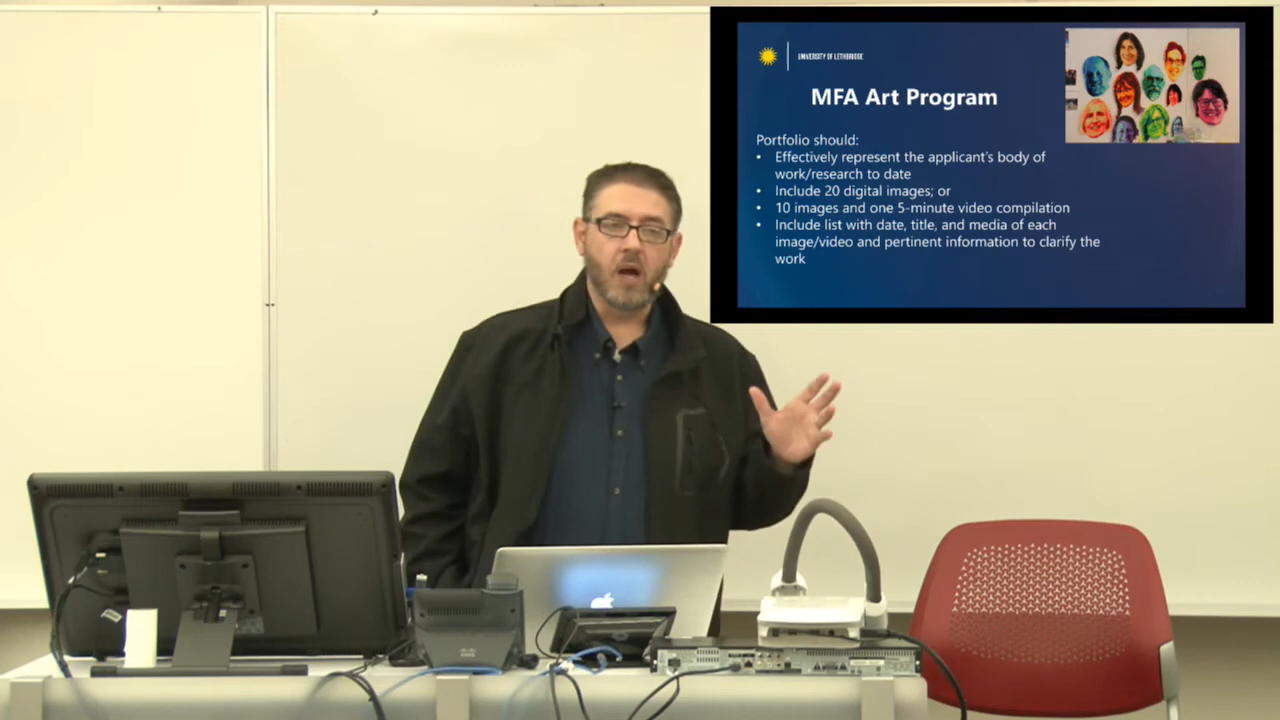 UNIVERSITY OF LETHBRIDGE
MFA Art Program
Portfolio should:
• Effectively represent the applicant's body of
work/research to date
• Include 20 digital images; or
• 10 images and one 5-minute video compilation
• Include list with date, title, and media of each
image/video and pertinent information to clarify the
work